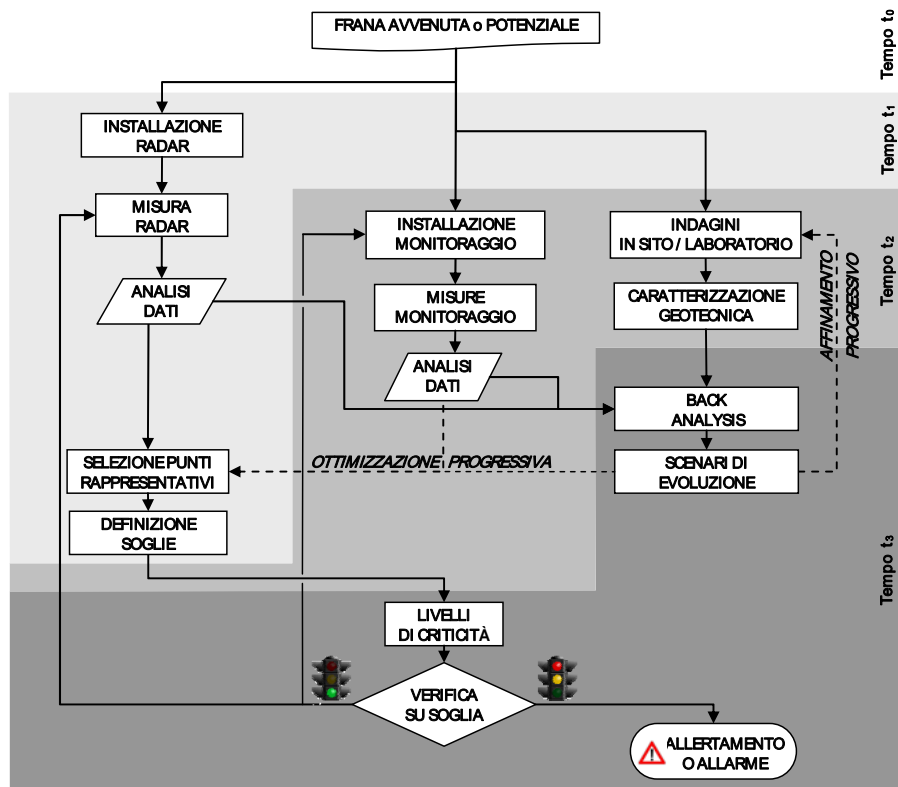 FRANA AVVENUTA o POTENZIALE
Tempo t₀
INSTALLAZIONE
RADAR
Tempo t₁
MISURA
RADAR
INSTALLAZIONE
MONITORAGGIO
INDAGINI
IN SITO / LABORATORIO
Tempo t₂
ANALISI
DATI
MISURE
MONITORAGGIO
CARATTERIZZAZIONE
GEOTECNICA
AFFINAMENTO
PROGRESSIVO
ANALISI
DATI
BACK
ANALYSIS
SELEZIONE PUNTI
RAPPRESENTATIVI
OTTIMIZZAZIONE PROGRESSIVA
SCENARI DI
EVOLUZIONE
DEFINIZIONE
SOGLIE
Tempo t₃
LIVELLI
DI CRITICITÀ
VERIFICA
SU SOGLIA
ALLERTAMENTO
O ALLARME